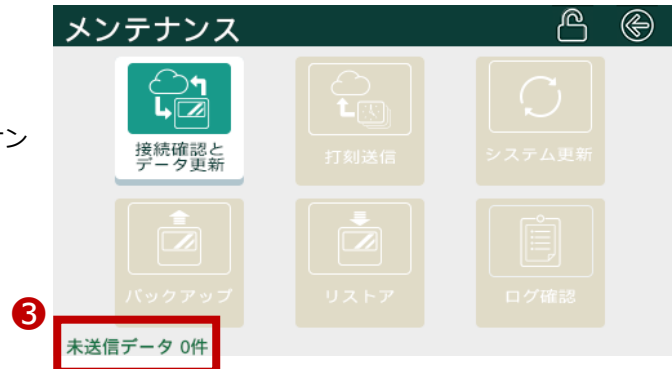 メンテナンス
接続確認と
データ更新
打刻送信
システム更新
バックアップ
リストア
ログ確認
❸
未送信データ 0件